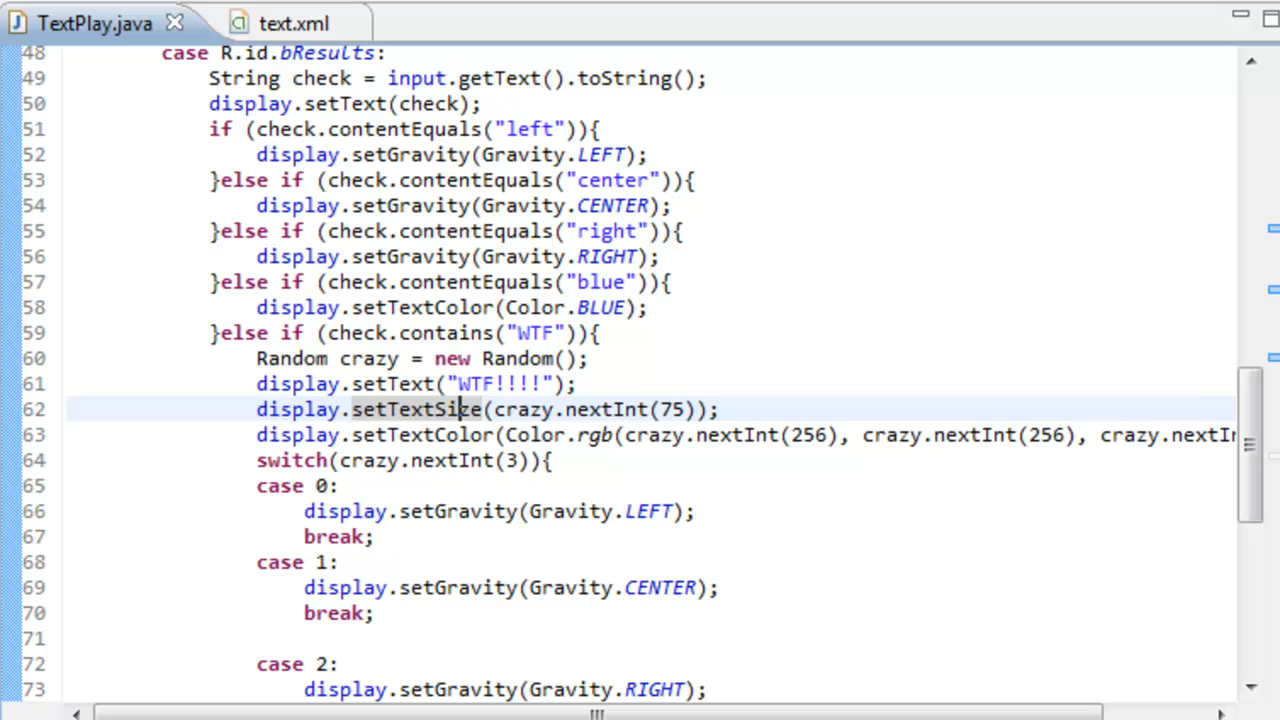 TextPlay.java text.xml
48 case R.id.bResults:
49 String check = input.getText().toString();
50 display.setText(check);
51 if (check.contentEquals("left")){
52 display.setGravity(Gravity.LEFT);
53 }else if (check.contentEquals("center")){
54 display.setGravity(Gravity.CENTER);
55 }else if (check.contentEquals("right")){
56 display.setGravity(Gravity.RIGHT);
57 }else if (check.contentEquals("blue")){
58 display.setTextColor(Color.BLUE);
59 }else if (check.contains("WTF")){
60 Random crazy = new Random();
61 display.setText("WTF!!!!");
62 display.setTextSize(crazy.nextInt(75));
63 display.setTextColor(Color.rgb(crazy.nextInt(256), crazy.nextInt(256), crazy.nextIn
64 switch(crazy.nextInt(3)){
65 case 0:
66 display.setGravity(Gravity.LEFT);
67 break;
68 case 1:
69 display.setGravity(Gravity.CENTER);
70 break;
71
72 case 2:
73 display.setGravity(Gravity.RIGHT);